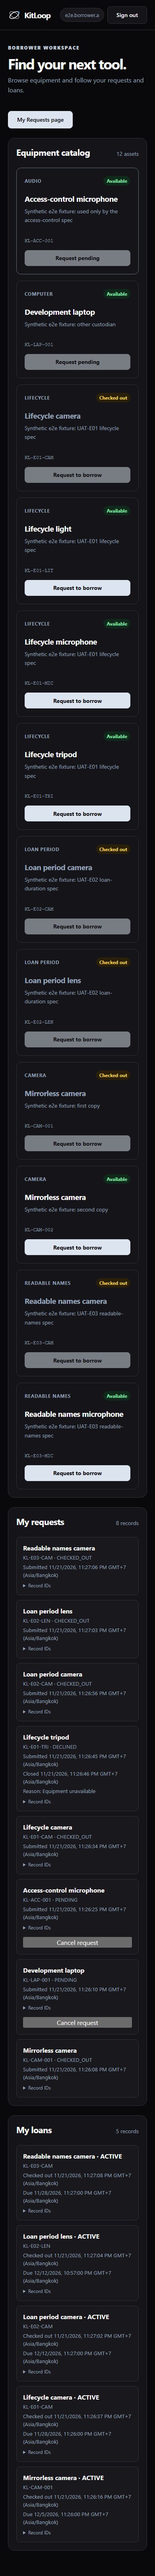 KitLoop
e2e.borrower.a
Sign out
BORROWER WORKSPACE
Find your next tool.
Browse equipment and follow your requests and
loans.
My Requests page
Equipment catalog
12 assets
AUDIO
Available
Access-control microphone
Synthetic e2e fixture: used only by the
access-control spec
KL-ACC-001
Request pending
COMPUTER
Available
Development laptop
Synthetic e2e fixture: other custodian
KL-LAP-001
Request pending
LIFECYCLE
Checked out
Lifecycle camera
Synthetic e2e fixture: UAT-E01 lifecycle
spec
KL-E01-CAM
Request to borrow
LIFECYCLE
Available
Lifecycle light
Synthetic e2e fixture: UAT-E01 lifecycle
spec
KL-E01-LIT
Request to borrow
LIFECYCLE
Available
Lifecycle microphone
Synthetic e2e fixture: UAT-E01 lifecycle
spec
KL-E01-MIC
Request to borrow
LIFECYCLE
Available
Lifecycle tripod
Synthetic e2e fixture: UAT-E01 lifecycle
spec
KL-E01-TRI
Request to borrow
LOAN PERIOD
Checked out
Loan period camera
Synthetic e2e fixture: UAT-E02 loan-
duration spec
KL-E02-CAM
Request to borrow
LOAN PERIOD
Checked out
Loan period lens
Synthetic e2e fixture: UAT-E02 loan-
duration spec
KL-E02-LEN
Request to borrow
CAMERA
Checked out
Mirrorless camera
Synthetic e2e fixture: first copy
KL-CAM-001
Request to borrow
CAMERA
Available
Mirrorless camera
Synthetic e2e fixture: second copy
KL-CAM-002
Request to borrow
READABLE NAMES
Checked out
Readable names camera
Synthetic e2e fixture: UAT-E03 readable-
names spec
KL-E03-CAM
Request to borrow
READABLE NAMES
Available
Readable names microphone
Synthetic e2e fixture: UAT-E03 readable-
names spec
KL-E03-MIC
Request to borrow
My requests
8 records
Readable names camera
KL-E03-CAM · CHECKED_OUT
Submitted 11/21/2026, 11:27:06 PM GMT+7
(Asia/Bangkok)
Record IDs
Loan period lens
KL-E02-LEN · CHECKED_OUT
Submitted 11/21/2026, 11:27:03 PM GMT+7
(Asia/Bangkok)
Record IDs
Loan period camera
KL-E02-CAM · CHECKED_OUT
Submitted 11/21/2026, 11:26:56 PM GMT+7
(Asia/Bangkok)
Record IDs
Lifecycle tripod
KL-E01-TRI · DECLINED
Submitted 11/21/2026, 11:26:45 PM GMT+7
(Asia/Bangkok)
Closed 11/21/2026, 11:26:46 PM GMT+7
(Asia/Bangkok)
Reason: Equipment unavailable
Record IDs
Lifecycle camera
KL-E01-CAM · CHECKED_OUT
Submitted 11/21/2026, 11:26:34 PM GMT+7
(Asia/Bangkok)
Record IDs
Access-control microphone
KL-ACC-001 · PENDING
Submitted 11/21/2026, 11:26:25 PM GMT+7
(Asia/Bangkok)
Record IDs
Cancel request
Development laptop
KL-LAP-001 · PENDING
Submitted 11/21/2026, 11:26:10 PM GMT+7
(Asia/Bangkok)
Record IDs
Cancel request
Mirrorless camera
KL-CAM-001 · CHECKED_OUT
Submitted 11/21/2026, 11:26:08 PM GMT+7
(Asia/Bangkok)
Record IDs
My loans
5 records
Readable names camera · ACTIVE
KL-E03-CAM
Checked out 11/21/2026, 11:27:08 PM GMT+7
(Asia/Bangkok)
Due 11/28/2026, 11:27:00 PM GMT+7
(Asia/Bangkok)
Record IDs
Loan period lens · ACTIVE
KL-E02-LEN
Checked out 11/21/2026, 11:27:04 PM GMT+7
(Asia/Bangkok)
Due 12/12/2026, 10:57:00 PM GMT+7
(Asia/Bangkok)
Record IDs
Loan period camera · ACTIVE
KL-E02-CAM
Checked out 11/21/2026, 11:27:02 PM GMT+7
(Asia/Bangkok)
Due 12/12/2026, 11:27:00 PM GMT+7
(Asia/Bangkok)
Record IDs
Lifecycle camera · ACTIVE
KL-E01-CAM
Checked out 11/21/2026, 11:26:37 PM GMT+7
(Asia/Bangkok)
Due 11/28/2026, 11:26:00 PM GMT+7
(Asia/Bangkok)
Record IDs
Mirrorless camera · ACTIVE
KL-CAM-001
Checked out 11/21/2026, 11:26:16 PM GMT+7
(Asia/Bangkok)
Due 12/5/2026, 11:26:00 PM GMT+7
(Asia/Bangkok)
Record IDs